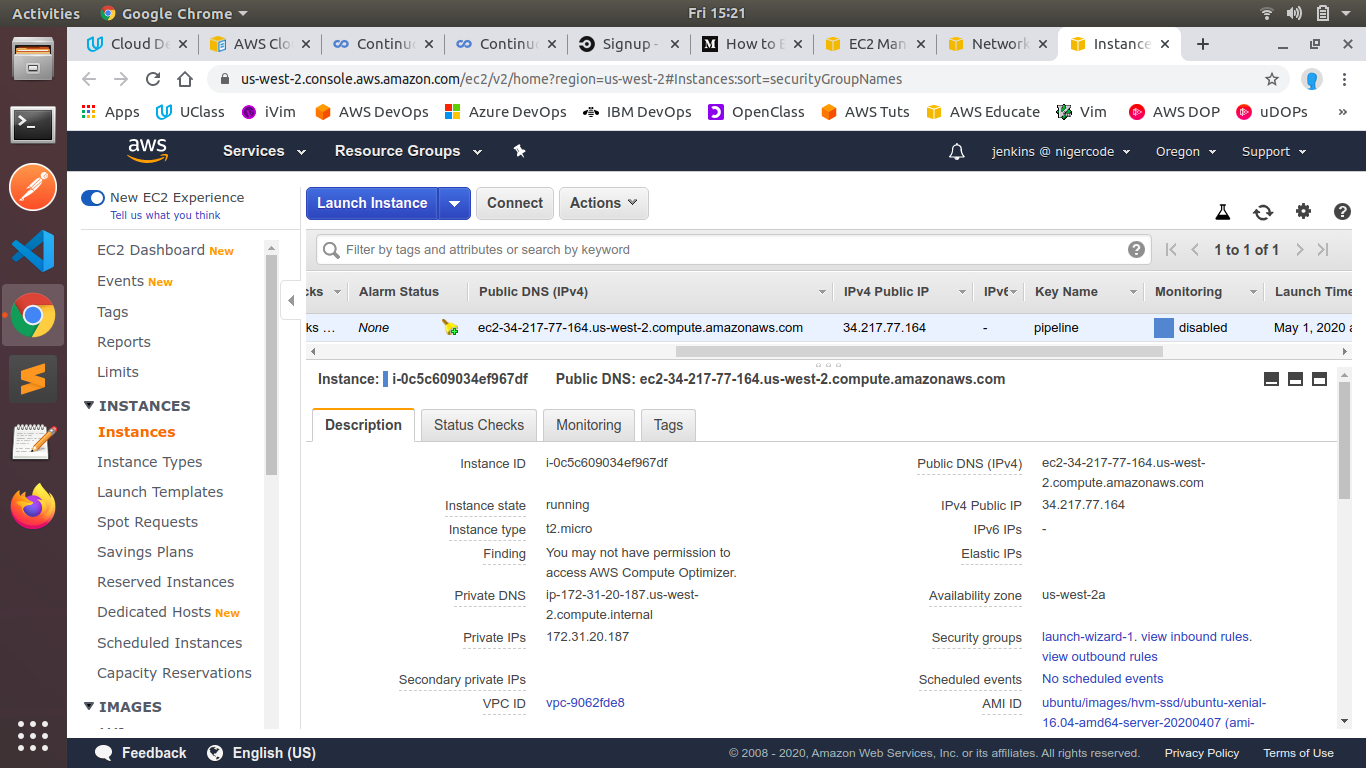 Activities
Google Chrome
Fri 15:21
Cloud De
AWS Clo
Continuo
Continuo
Signup -
How to B
EC2 Man
Network
Instance
us-west-2.console.aws.amazon.com/ec2/v2/home?region=us-west-2#Instances:sort=securityGroupNames
Apps
UClass
iVim
AWS DevOps
Azure DevOps
IBM DevOps
OpenClass
AWS Tuts
AWS Educate
Vim
AWS DOP
uDOPs
»
aws
Services
Resource Groups
jenkins @ nigercode
Oregon
Support
New EC2 Experience
Tell us what you think
EC2 Dashboard New
Events New
Tags
Reports
Limits
INSTANCES
Instances
Instance Types
Launch Templates
Spot Requests
Savings Plans
Reserved Instances
Dedicated Hosts New
Scheduled Instances
Capacity Reservations
IMAGES
Launch Instance
Connect
Actions
Filter by tags and attributes or search by keyword
1 to 1 of 1
cks
Alarm Status
Public DNS (IPv4)
IPv4 Public IP
IPv6
Key Name
Monitoring
Launch Time
ks ...
None
ec2-34-217-77-164.us-west-2.compute.amazonaws.com
34.217.77.164
-
pipeline
disabled
May 1, 2020 a
Instance: i-0c5c609034ef967df
Public DNS: ec2-34-217-77-164.us-west-2.compute.amazonaws.com
Description
Status Checks
Monitoring
Tags
Instance ID
i-0c5c609034ef967df
Instance state
running
Instance type
t2.micro
Finding
You may not have permission to
access AWS Compute Optimizer.
Private DNS
ip-172-31-20-187.us-west-
2.compute.internal
Private IPs
172.31.20.187
Secondary private IPs
VPC ID
vpc-9062fde8
Public DNS (IPv4)
ec2-34-217-77-164.us-west-
2.compute.amazonaws.com
IPv4 Public IP
34.217.77.164
IPv6 IPs
-
Elastic IPs
Availability zone
us-west-2a
Security groups
launch-wizard-1. view inbound rules.
view outbound rules
Scheduled events
No scheduled events
AMI ID
ubuntu/images/hvm-ssd/ubuntu-xenial-
16.04-amd64-server-20200407 (ami-
Feedback
English (US)
© 2008 - 2020, Amazon Web Services, Inc. or its affiliates. All rights reserved.
Privacy Policy
Terms of Use